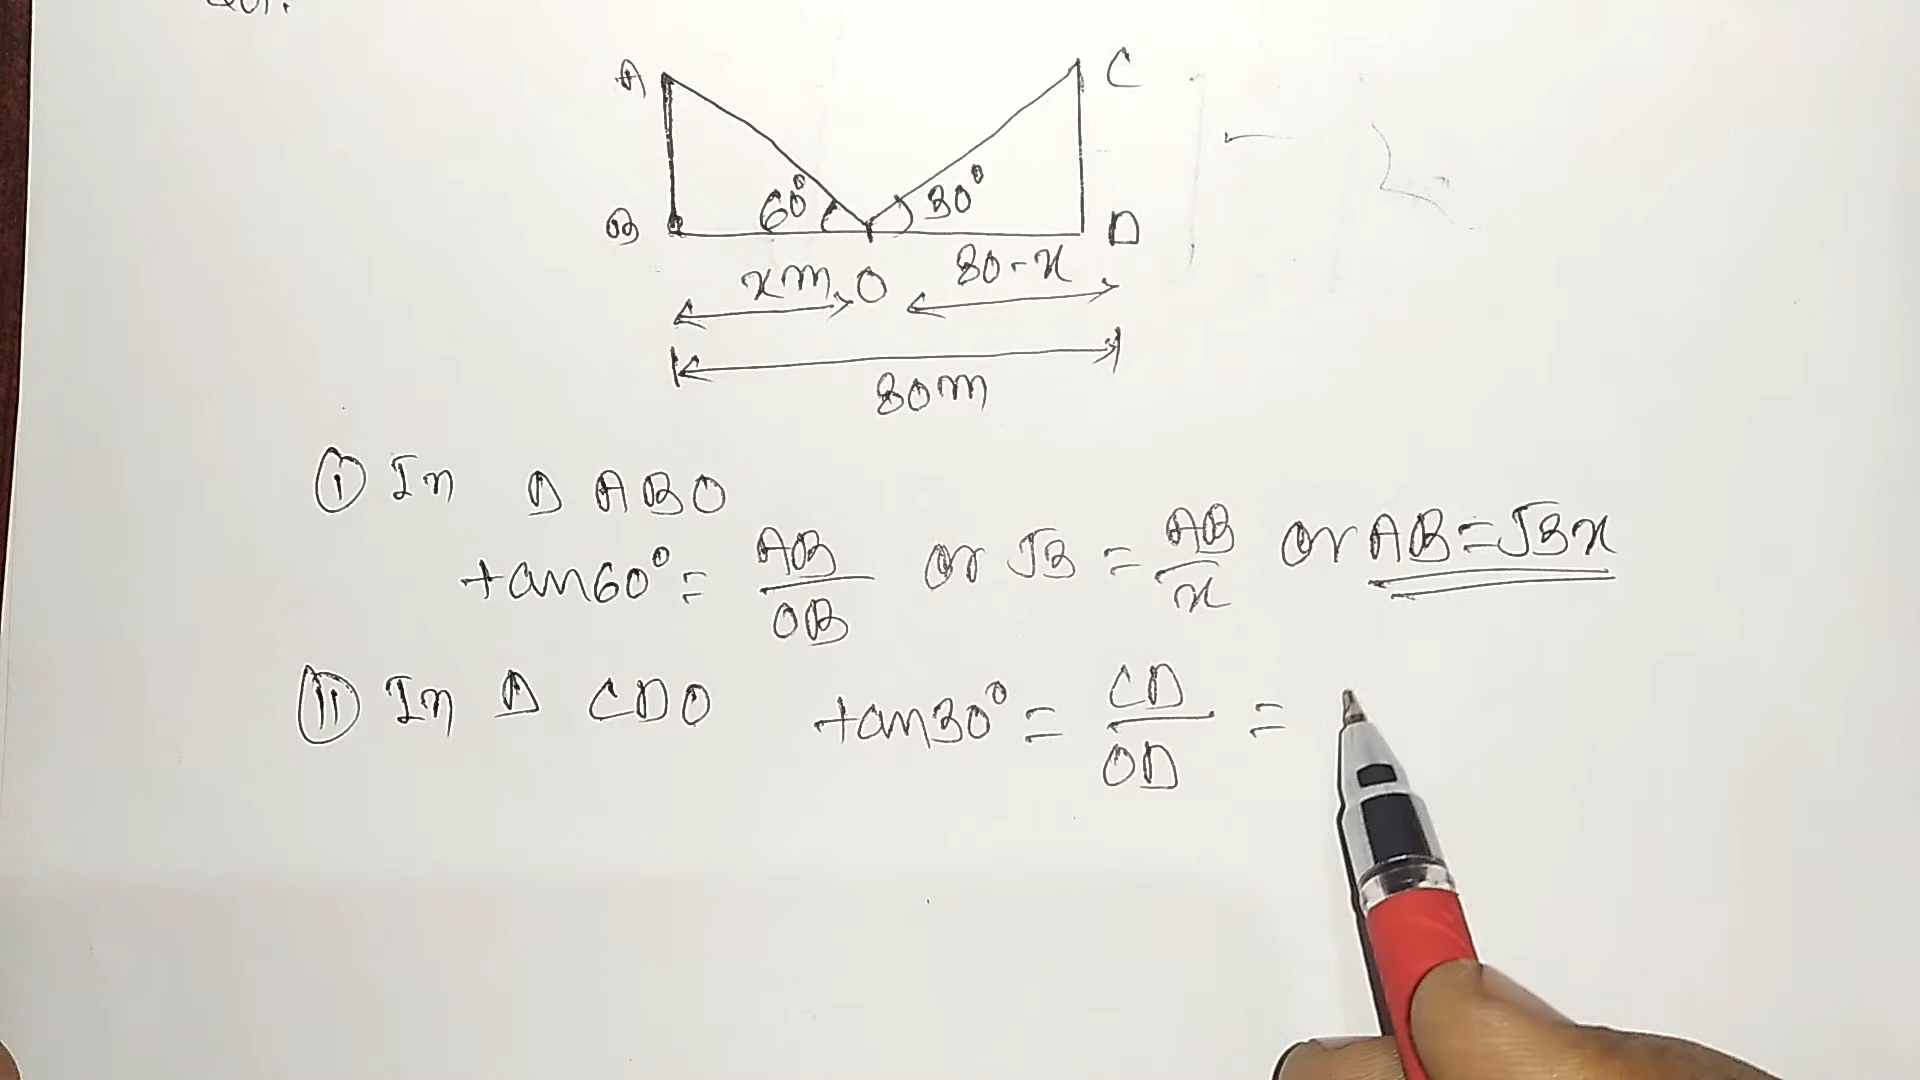 A C
60° 30°
B D
x m O 80-x
80m
(i) In Δ ABO
tan60° = AB/OB or √3 = AB/x or AB=√3x
(ii) In Δ CDO tan30° = CD/OD =